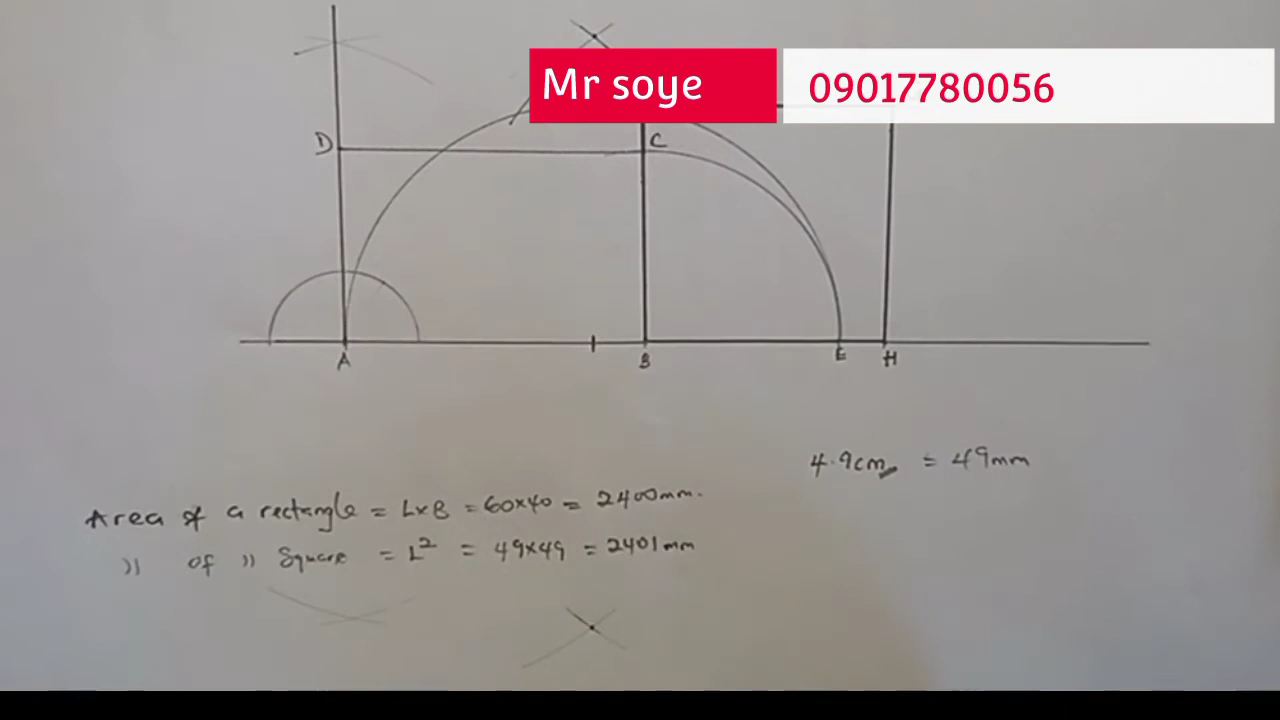 Mr soye
09017780056
D
C
A
B
E
H
4.9cm = 49mm
Area of a rectangle = L×B = 60×40 = 2400mm.
" of " Square = L² = 49×49 = 2401mm